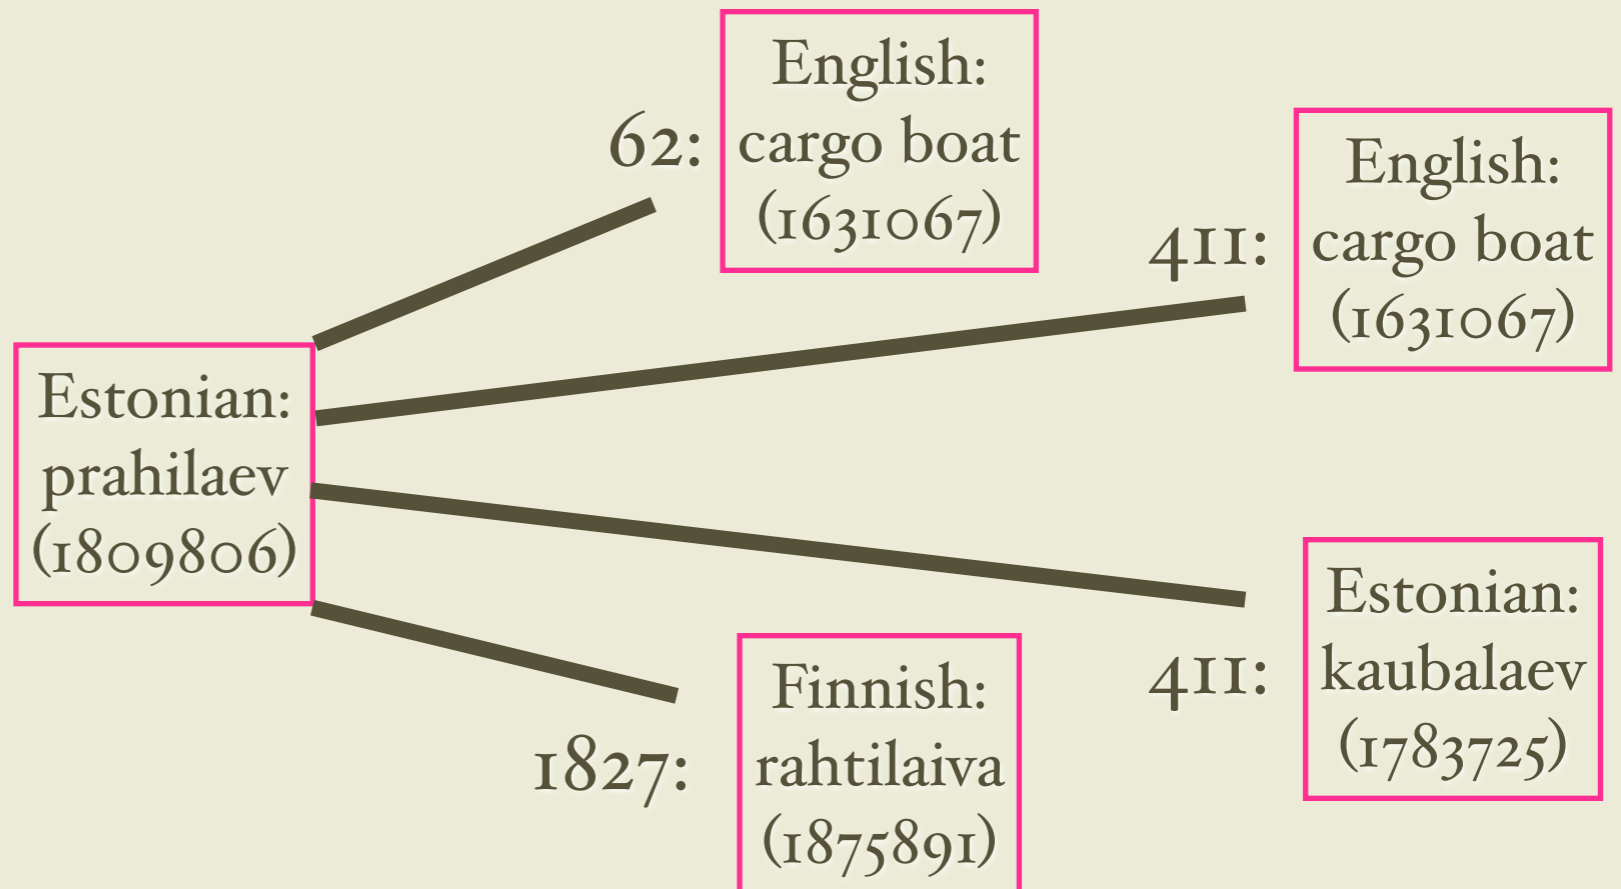 English:
62: cargo boat
(1631067)
English:
411: cargo boat
(1631067)
Estonian:
prahilaev
(1809806)
Estonian:
411: kaubalaev
(1783725)
Finnish:
1827: rahtilaiva
(1875891)